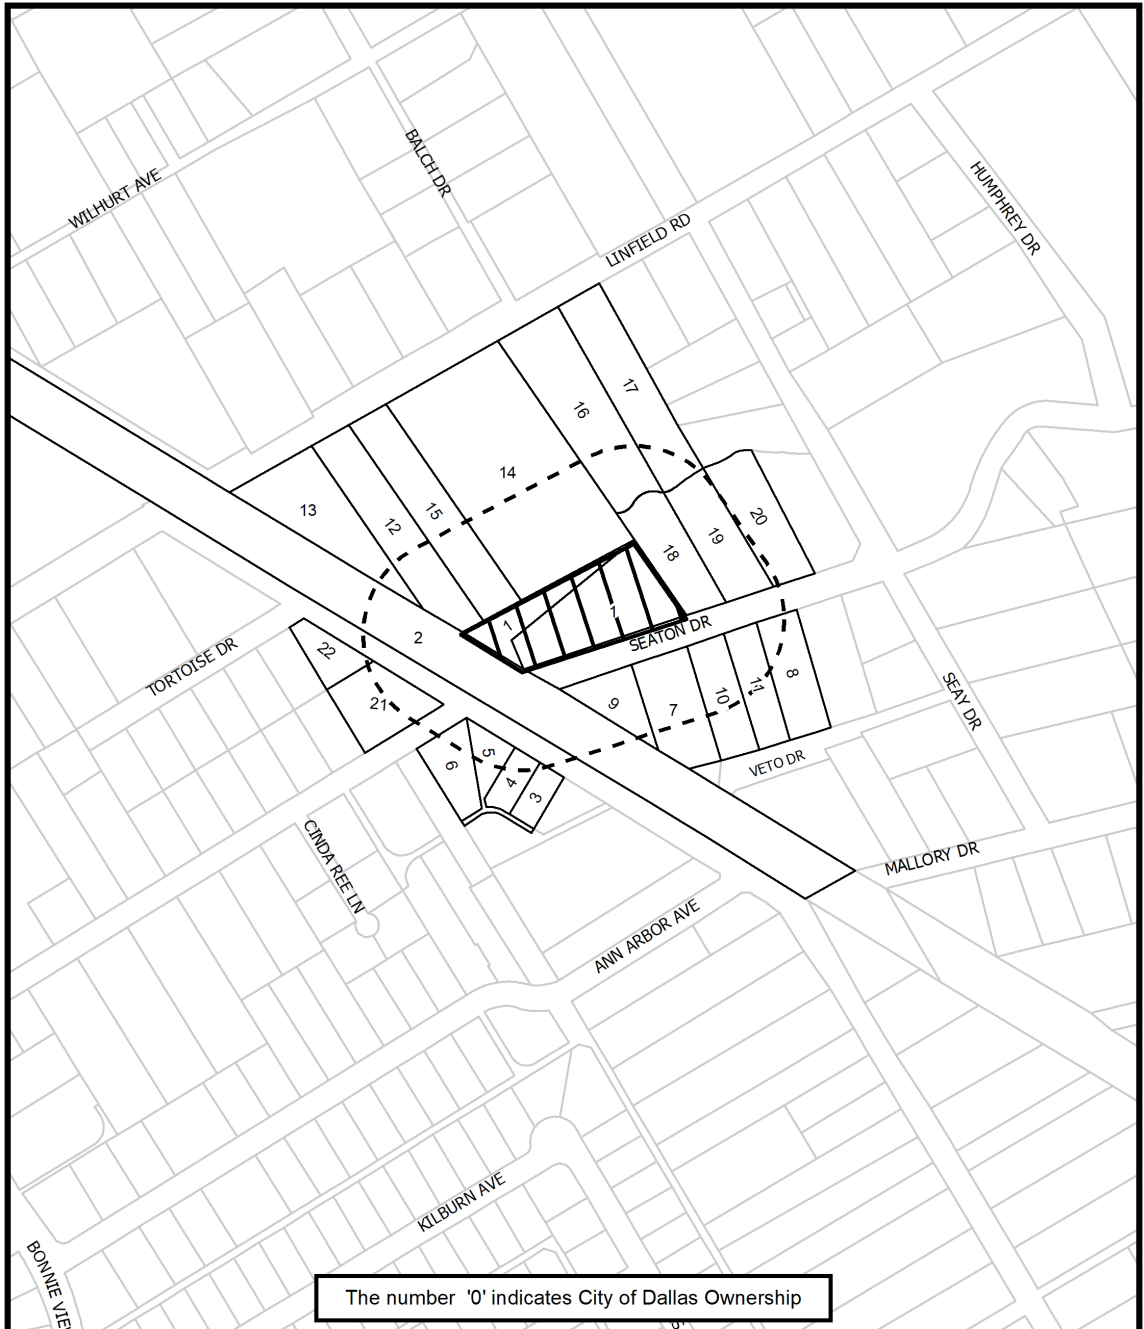 BALCH DR
WILHURT AVE
HUMPHREY DR
LINFIELD RD
17
16
14
13
12
15
20
19
18
1
1
2
SEATON DR
22
TORTOISE DR
21
9
7
10
11
8
SEAY DR
5
6
4
3
VETO DR
CINDA REE LN
MALLORY DR
ANN ARBOR AVE
KILBURN AVE
BONNIE VIEW
The number '0' indicates City of Dallas Ownership
S